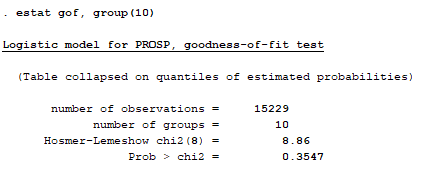 . estat gof, group(10)
Logistic model for PROSP, goodness-of-fit test
(Table collapsed on quantiles of estimated probabilities)
number of observations = 15229
number of groups = 10
Hosmer-Lemeshow chi2(8) = 8.86
Prob > chi2 = 0.3547